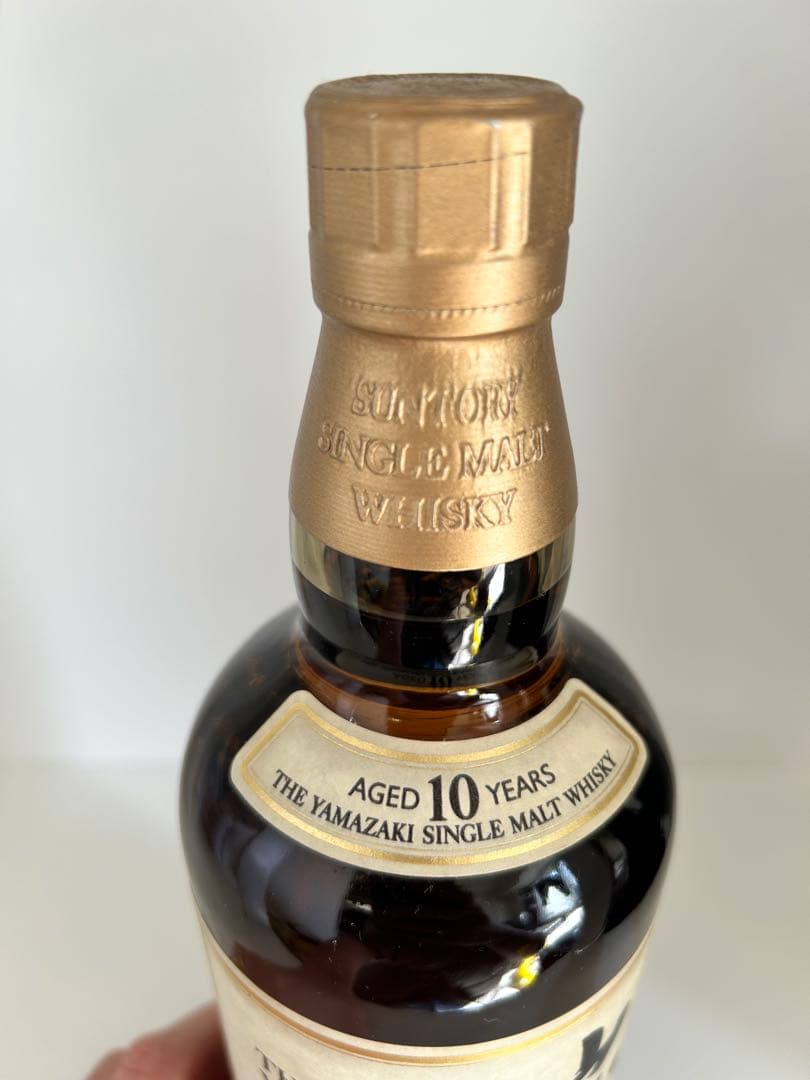 SUNTORY
SINGLE MALT
WHISKY
AGED 10 YEARS
THE YAMAZAKI SINGLE MALT WHISKY